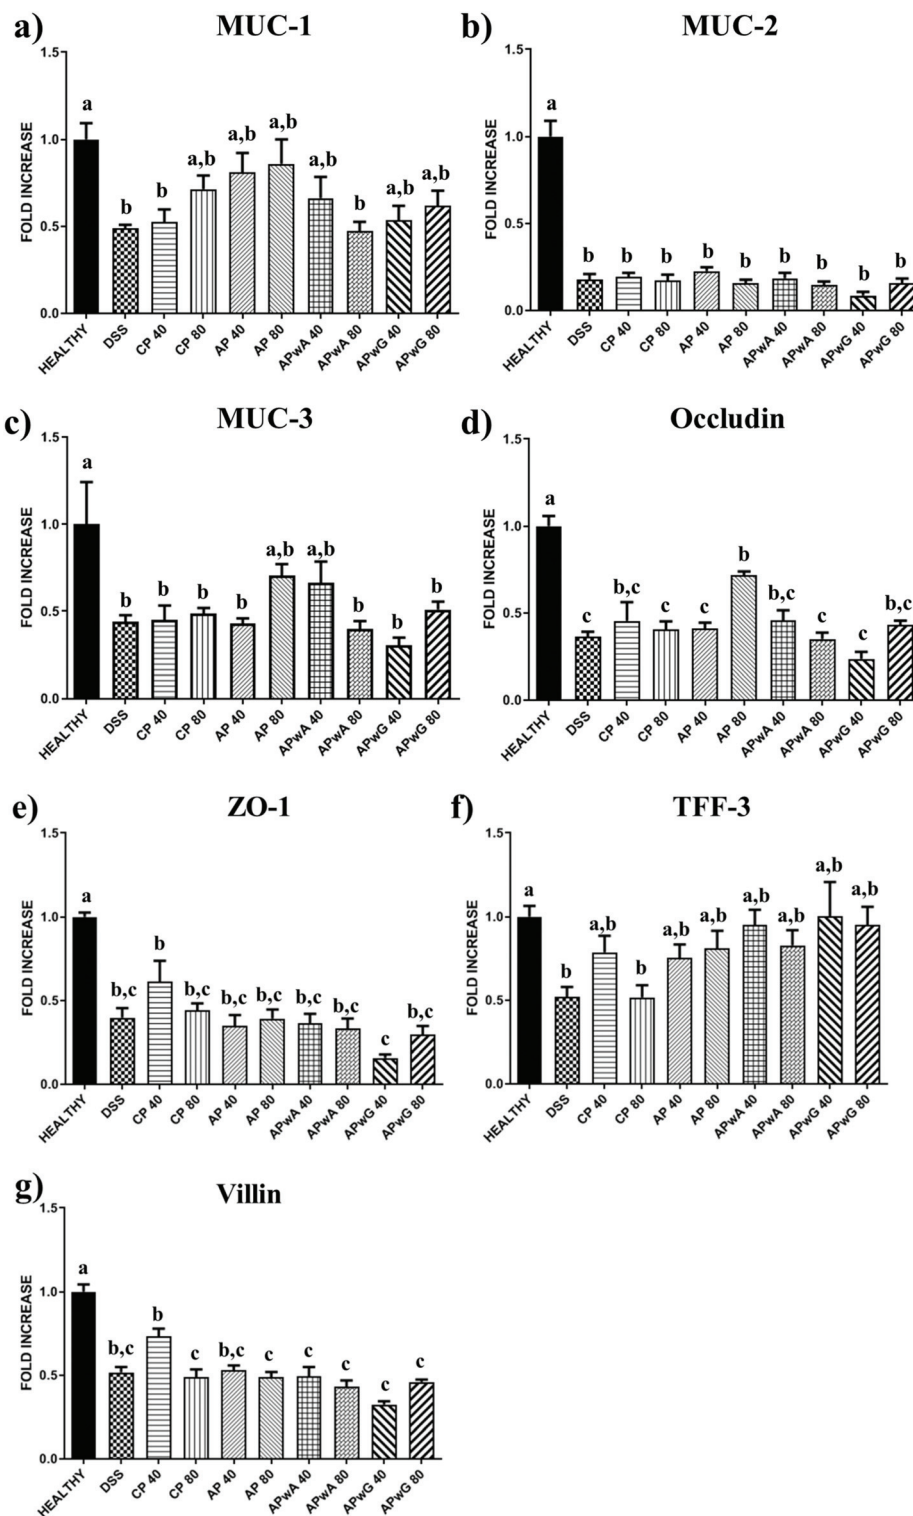 a) MUC-1
1.5
1.0
0.5
0.0
FOLD INCREASE
a
b
b
a,b
a,b
a,b
a,b
b
a,b
a,b
HEALTHY
DSS
CP 40
CP 80
AP 40
AP 80
APwA 40
APwA 80
APwG 40
APwG 80
b) MUC-2
1.5
1.0
0.5
0.0
FOLD INCREASE
a
b
b
b
b
b
b
b
b
b
HEALTHY
DSS
CP 40
CP 80
AP 40
AP 80
APwA 40
APwA 80
APwG 40
APwG 80
c) MUC-3
1.5
1.0
0.5
0.0
FOLD INCREASE
a
b
b
b
b
a,b
a,b
b
b
b
HEALTHY
DSS
CP 40
CP 80
AP 40
AP 80
APwA 40
APwA 80
APwG 40
APwG 80
d) Occludin
1.5
1.0
0.5
0.0
FOLD INCREASE
a
c
b,c
c
c
b
b,c
c
c
b,c
HEALTHY
DSS
CP 40
CP 80
AP 40
AP 80
APwA 40
APwA 80
APwG 40
APwG 80
e) ZO-1
1.5
1.0
0.5
0.0
FOLD INCREASE
a
b,c
b
b,c
b,c
b,c
b,c
b,c
c
b,c
HEALTHY
DSS
CP 40
CP 80
AP 40
AP 80
APwA 40
APwA 80
APwG 40
APwG 80
f) TFF-3
1.5
1.0
0.5
0.0
FOLD INCREASE
a
b
a,b
b
a,b
a,b
a,b
a,b
a,b
a,b
HEALTHY
DSS
CP 40
CP 80
AP 40
AP 80
APwA 40
APwA 80
APwG 40
APwG 80
g) Villin
1.5
1.0
0.5
0.0
FOLD INCREASE
a
b,c
b
c
b,c
c
c
c
c
c
HEALTHY
DSS
CP 40
CP 80
AP 40
AP 80
APwA 40
APwA 80
APwG 40
APwG 80